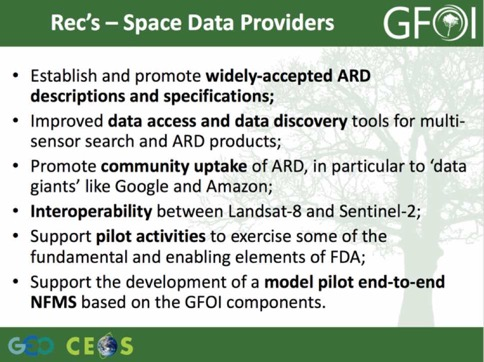 Rec's – Space Data Providers
GFOI
• Establish and promote widely-accepted ARD
descriptions and specifications;
• Improved data access and data discovery tools for multi-
sensor search and ARD products;
• Promote community uptake of ARD, in particular to 'data
giants' like Google and Amazon;
• Interoperability between Landsat-8 and Sentinel-2;
• Support pilot activities to exercise some of the
fundamental and enabling elements of FDA;
• Support the development of a model pilot end-to-end
NFMS based on the GFOI components.
GEO CEOS